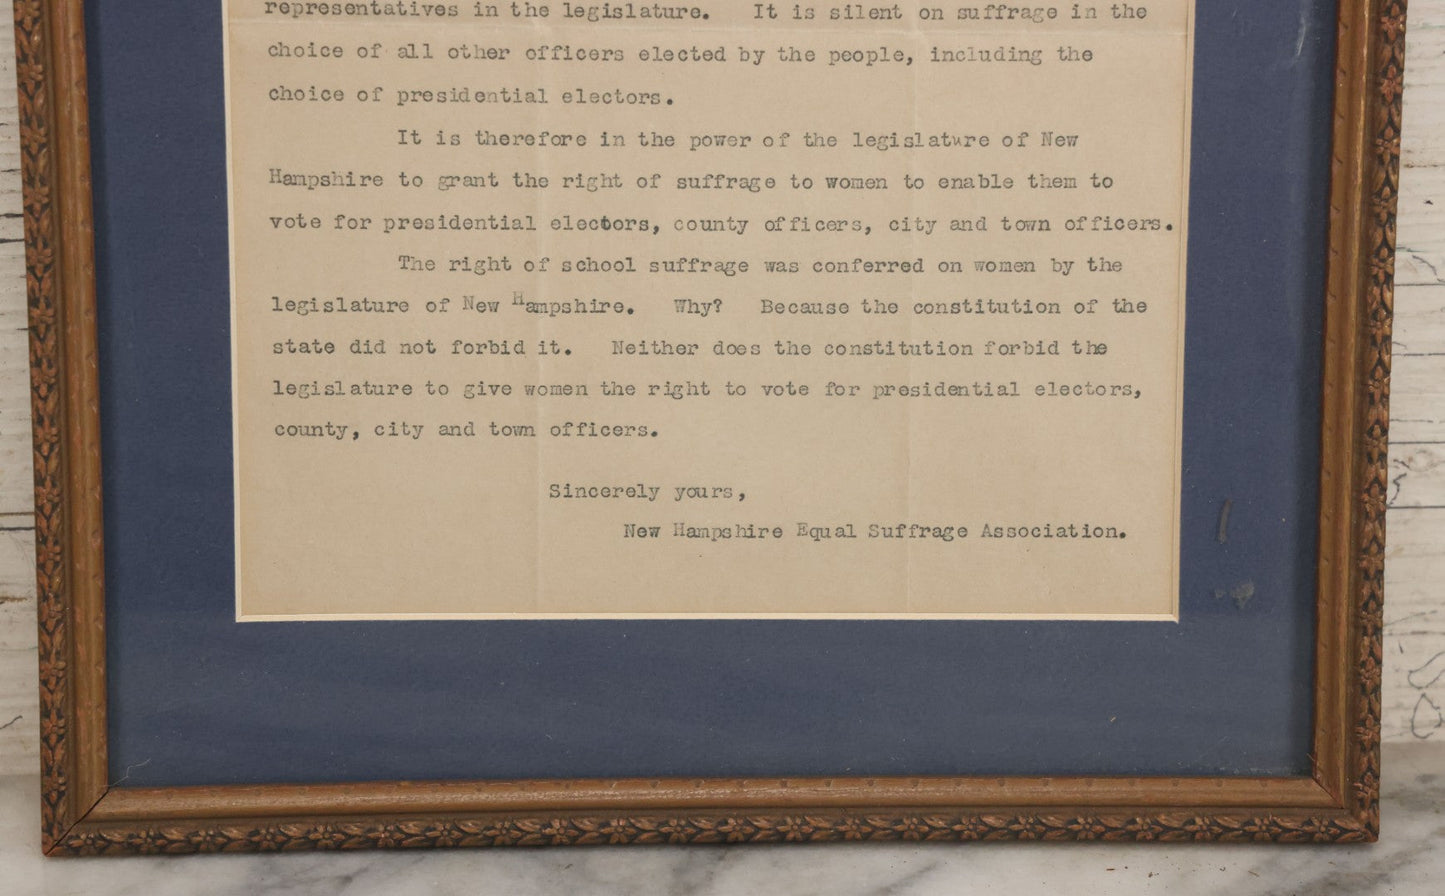 representatives in the legislature. It is silent on suffrage in the
choice of all other officers elected by the people, including the
choice of presidential electors.
It is therefore in the power of the legislature of New
Hampshire to grant the right of suffrage to women to enable them to
vote for presidential electors, county officers, city and town officers.
The right of school suffrage was conferred on women by the
legislature of New Hampshire. Why? Because the constitution of the
state did not forbid it. Neither does the constitution forbid the
legislature to give women the right to vote for presidential electors,
county, city and town officers.
Sincerely yours,
New Hampshire Equal Suffrage Association.